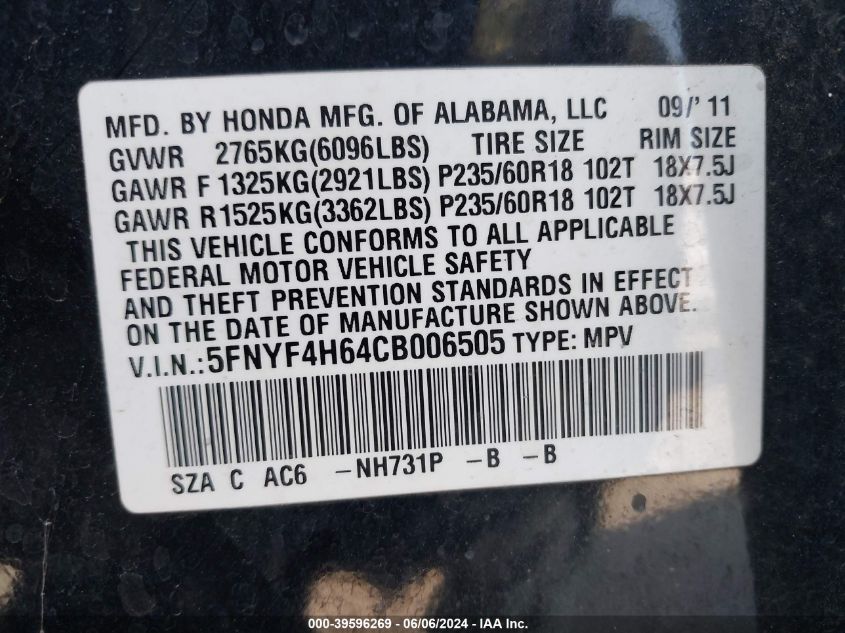 MFD. BY HONDA MFG. OF ALABAMA, LLC 09/' 11
GVWR 2765KG(6096LBS) TIRE SIZE RIM SIZE
GAWR F 1325KG(2921LBS) P235/60R18 102T 18X7.5J
GAWR R1525KG(3362LBS) P235/60R18 102T 18X7.5J
THIS VEHICLE CONFORMS TO ALL APPLICABLE
FEDERAL MOTOR VEHICLE SAFETY
AND THEFT PREVENTION STANDARDS IN EFFECT
ON THE DATE OF MANUFACTURE SHOWN ABOVE.
V.I.N.: 5FNYF4H64CB006505 TYPE: MPV
SZA C AC6 -NH731P -B -B
000-39596269 - 06/06/2024 - IAA Inc.